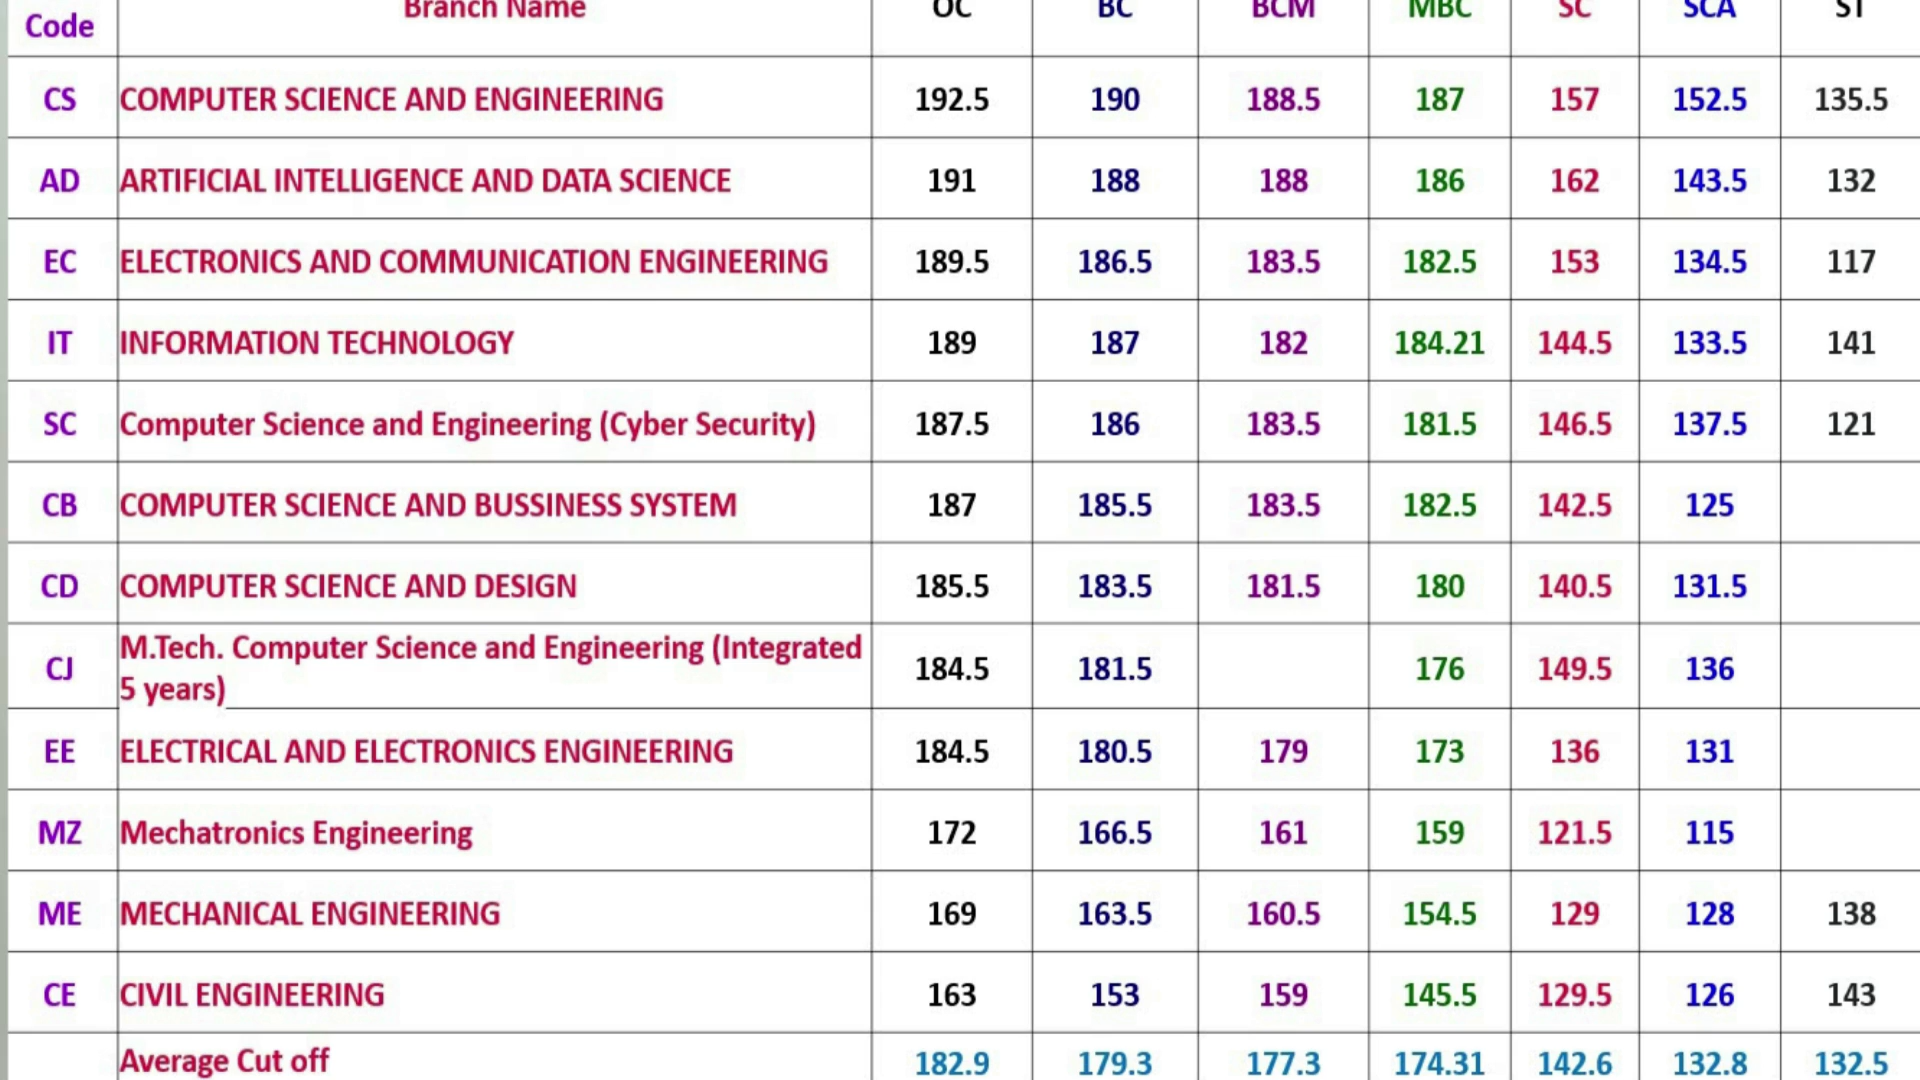 Code Branch Name OC BC BCM MBC SC SCA ST
CS COMPUTER SCIENCE AND ENGINEERING 192.5 190 188.5 187 157 152.5 135.5
AD ARTIFICIAL INTELLIGENCE AND DATA SCIENCE 191 188 188 186 162 143.5 132
EC ELECTRONICS AND COMMUNICATION ENGINEERING 189.5 186.5 183.5 182.5 153 134.5 117
IT INFORMATION TECHNOLOGY 189 187 182 184.21 144.5 133.5 141
SC Computer Science and Engineering (Cyber Security) 187.5 186 183.5 181.5 146.5 137.5 121
CB COMPUTER SCIENCE AND BUSSINESS SYSTEM 187 185.5 183.5 182.5 142.5 125
CD COMPUTER SCIENCE AND DESIGN 185.5 183.5 181.5 180 140.5 131.5
CJ M.Tech. Computer Science and Engineering (Integrated
5 years) 184.5 181.5 176 149.5 136
EE ELECTRICAL AND ELECTRONICS ENGINEERING 184.5 180.5 179 173 136 131
MZ Mechatronics Engineering 172 166.5 161 159 121.5 115
ME MECHANICAL ENGINEERING 169 163.5 160.5 154.5 129 128 138
CE CIVIL ENGINEERING 163 153 159 145.5 129.5 126 143
Average Cut off 182.9 179.3 177.3 174.31 142.6 132.8 132.5